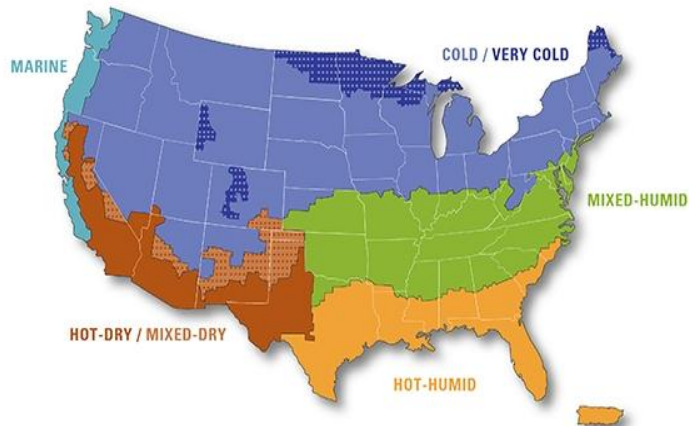 COLD / VERY COLD
MARINE
MIXED-HUMID
HOT-DRY / MIXED-DRY
HOT-HUMID